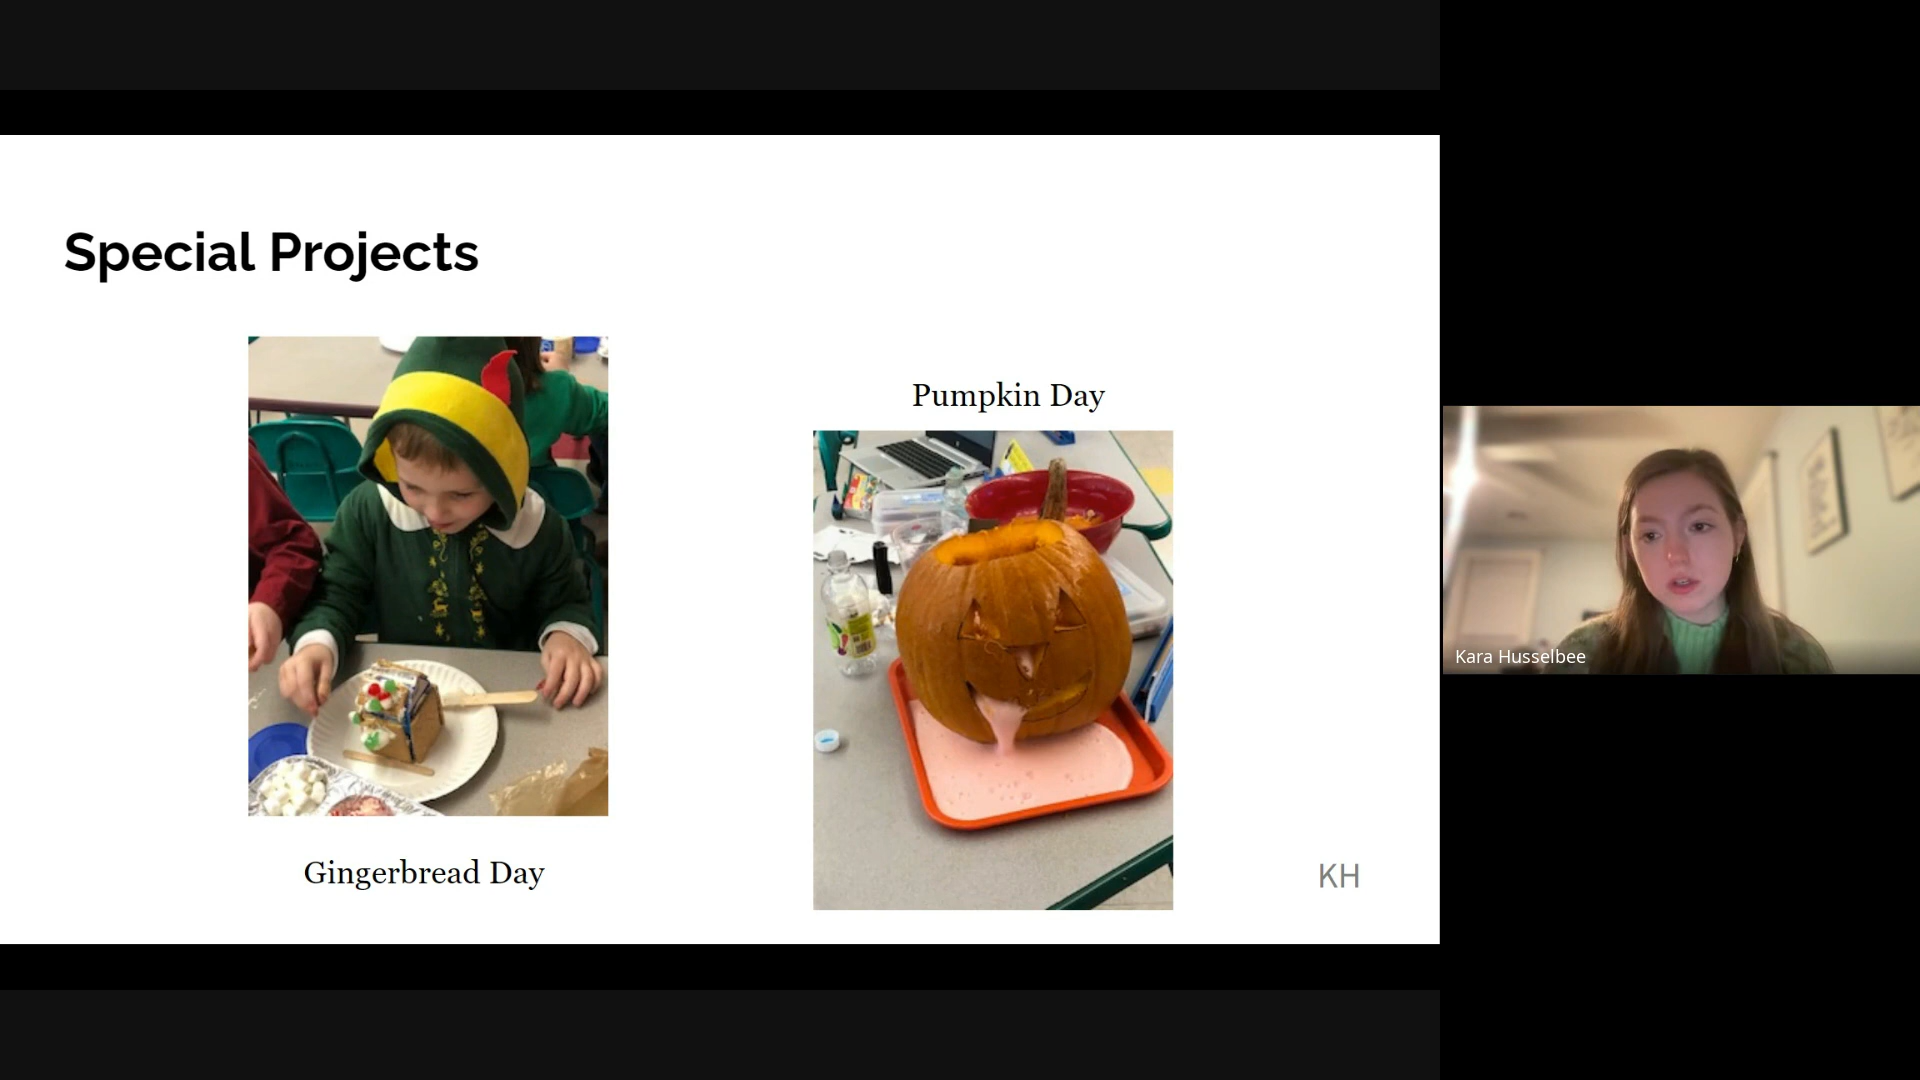 Special Projects
Pumpkin Day
Gingerbread Day
KH
Kara Husselbee